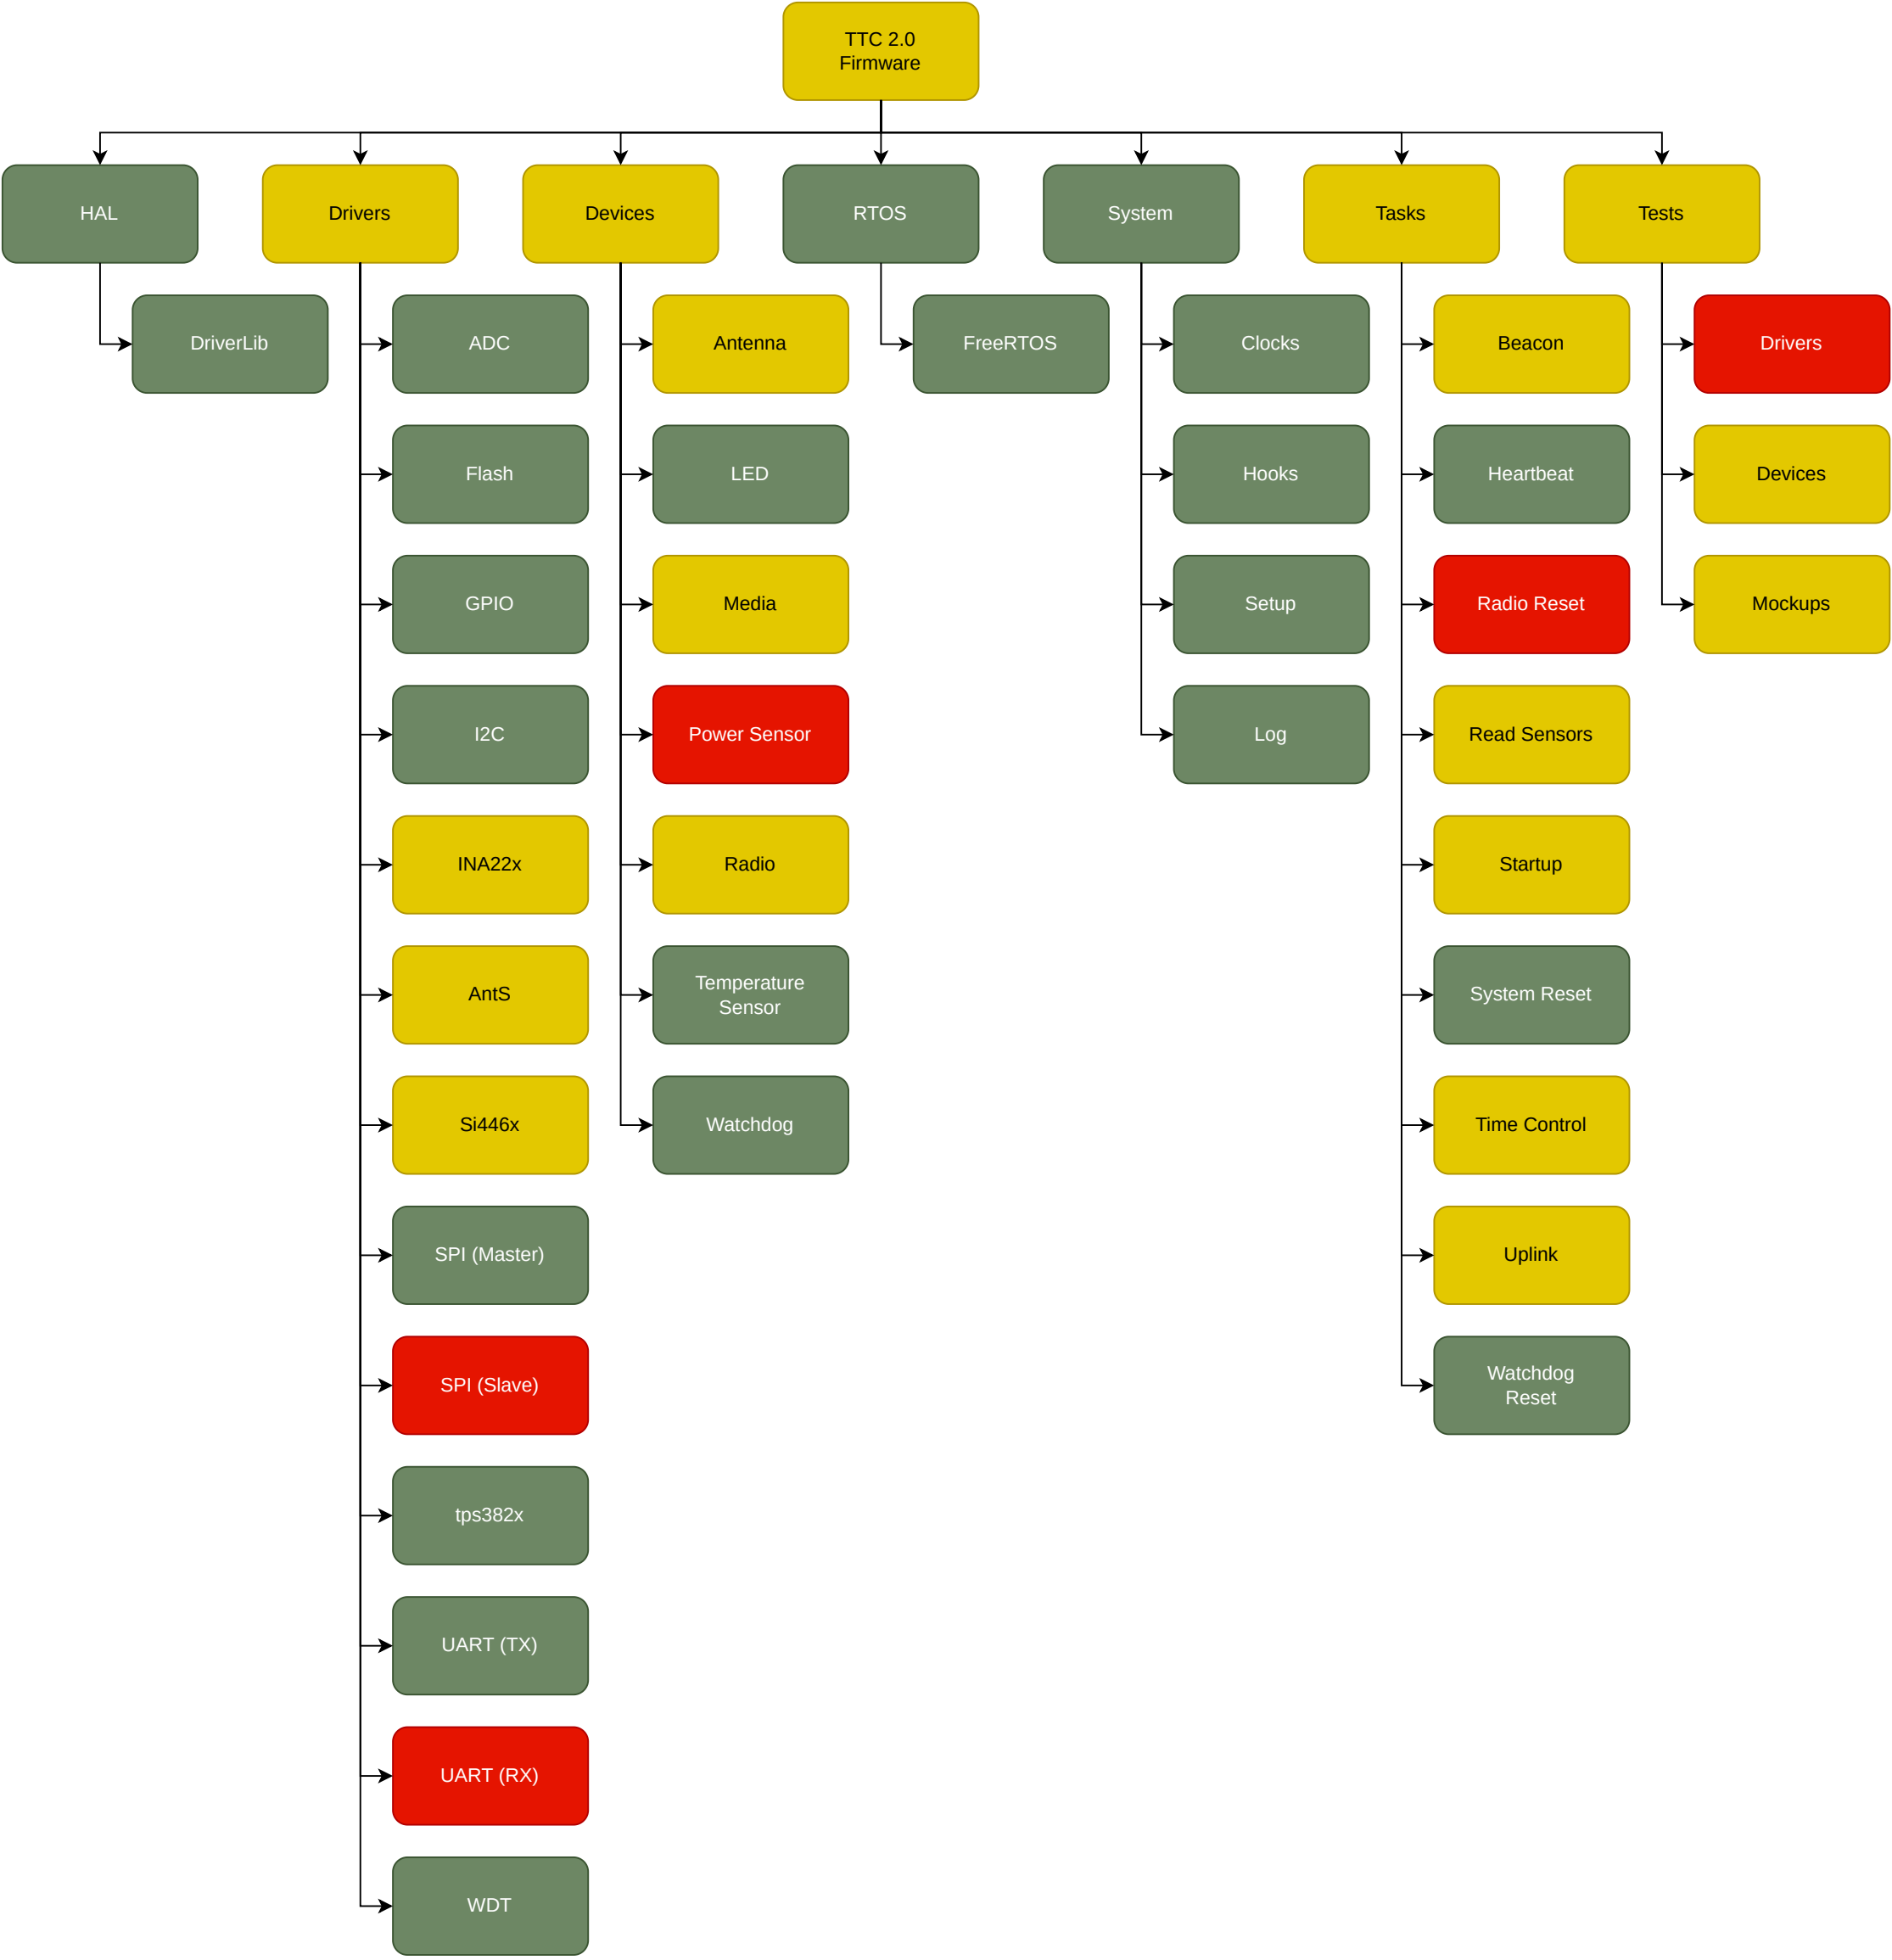 TTC 2.0
Firmware
HAL
Drivers
Devices
RTOS
System
Tasks
Tests
DriverLib
ADC
Antenna
FreeRTOS
Clocks
Beacon
Drivers
Flash
LED
Hooks
Heartbeat
Devices
GPIO
Media
Setup
Radio Reset
Mockups
I2C
Power Sensor
Log
Read Sensors
INA22x
Radio
Startup
AntS
Temperature
Sensor
System Reset
Si446x
Watchdog
Time Control
SPI (Master)
Uplink
SPI (Slave)
Watchdog
Reset
tps382x
UART (TX)
UART (RX)
WDT